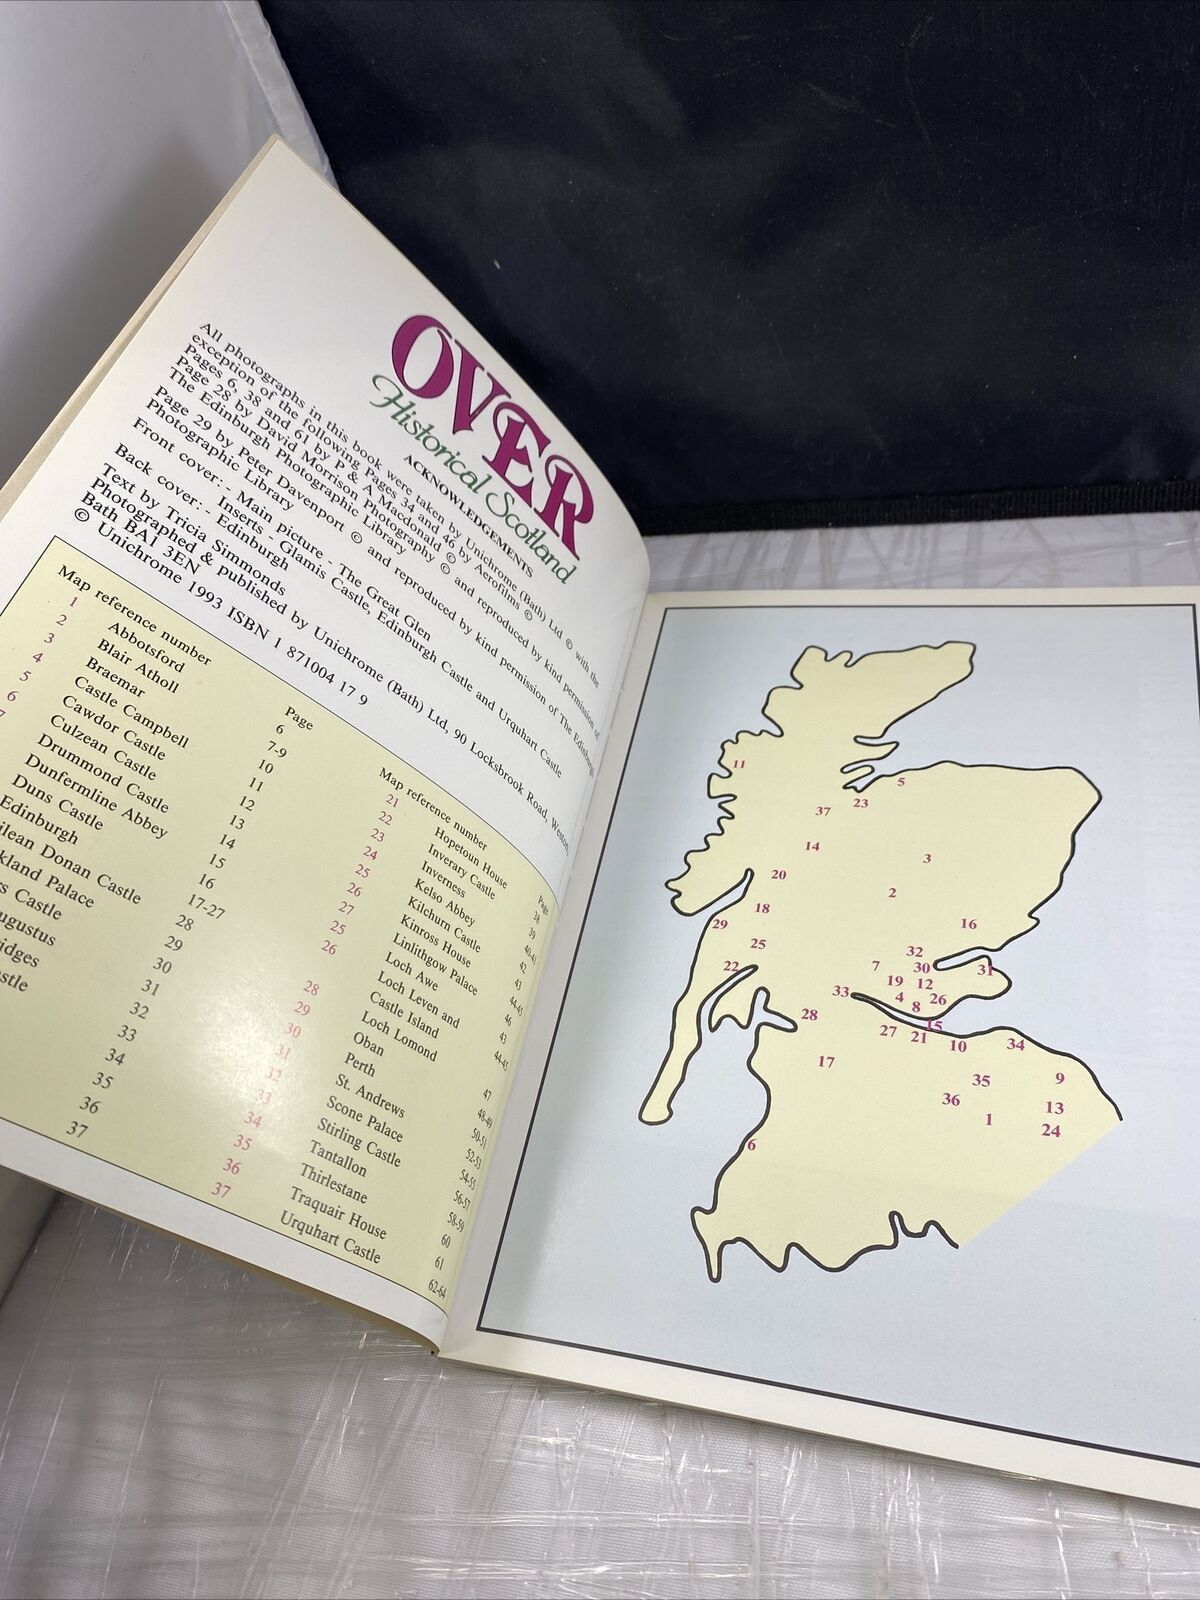 OVER
Historical Scotland
ACKNOWLEDGEMENTS
All photographs in this book were taken by Unichrome (Bath) Ltd © with the
exception of the following Pages 3, 34 and 46 by Aerofilms ©
Pages 6, 38 and 61 by P & A Macdonald ©
Page 28 by David Morrison Photography © and reproduced by kind permission of
The Edinburgh Photographic Library
Page 29 by Peter Davenport © and reproduced by kind permission of The Edinburgh
Photographic Library
Front cover:- Main picture - The Great Glen
Inserts - Glamis Castle, Edinburgh Castle and Urquhart Castle
Back cover:- Edinburgh
Text by Tricia Simmonds
Photographed & published by Unichrome (Bath) Ltd, 90 Locksbrook Road, Weston,
Bath BA1 3EN
© Unichrome 1993 ISBN 1 871004 17 9
Map reference number Page
1 Abbotsford 6
2 Blair Atholl 7-9
3 Braemar 10
4 Castle Campbell 11
5 Cawdor Castle 12
6 Culzean Castle 13
7 Drummond Castle 14
Dunfermline Abbey 15
Duns Castle 16
Edinburgh 17-27
ilean Donan Castle 28
kland Palace 29
rs Castle 30
ugustus 31
idges 32
stle 33
34
35
36
37
Map reference number Page
21 Hopetoun House 38
22 Inverary Castle 39
23 Inverness 40-41
24 Kelso Abbey 42
25 Kilchurn Castle 43
26 Kinross House 44-45
27 Linlithgow Palace 46
25 Loch Awe 43
26 Loch Leven and
Castle Island 44-45
28 Loch Lomond 47
29 Oban 48-49
30 Perth 50-51
31 St. Andrews 52-53
32 Scone Palace 54-55
33 Stirling Castle 56-57
34 Tantallon 58-59
35 Thirlestane 60
36 Traquair House 61
37 Urquhart Castle 62-64
11
5
23
37
14
3
20
2
18
29
16
25
32
22
7
30
31
19
12
33
4
26
8
28
15
27
21
10
34
17
35
9
36
13
1
24
6